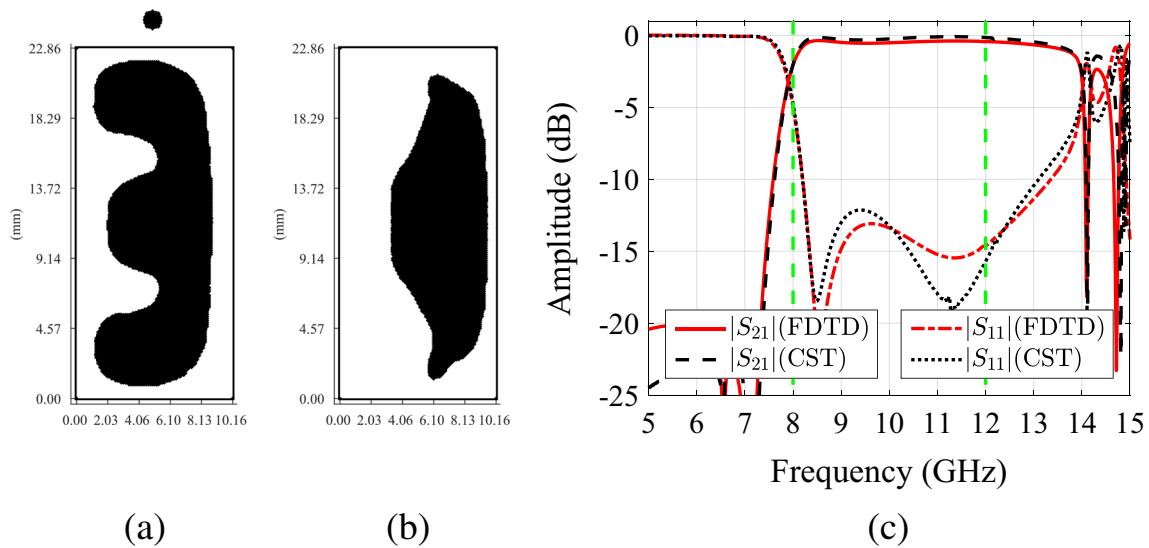 22.86
18.29
13.72
9.14
4.57
0.00
(mm)
0.00 2.03 4.06 6.10 8.13 10.16
(a)
22.86
18.29
13.72
9.14
4.57
0.00
(mm)
0.00 2.03 4.06 6.10 8.13 10.16
(b)
0
-5
-10
-15
-20
-25
Amplitude (dB)
|S21|(FDTD)
|S21|(CST)
|S11|(FDTD)
|S11|(CST)
5 6 7 8 9 10 11 12 13 14 15
Frequency (GHz)
(c)